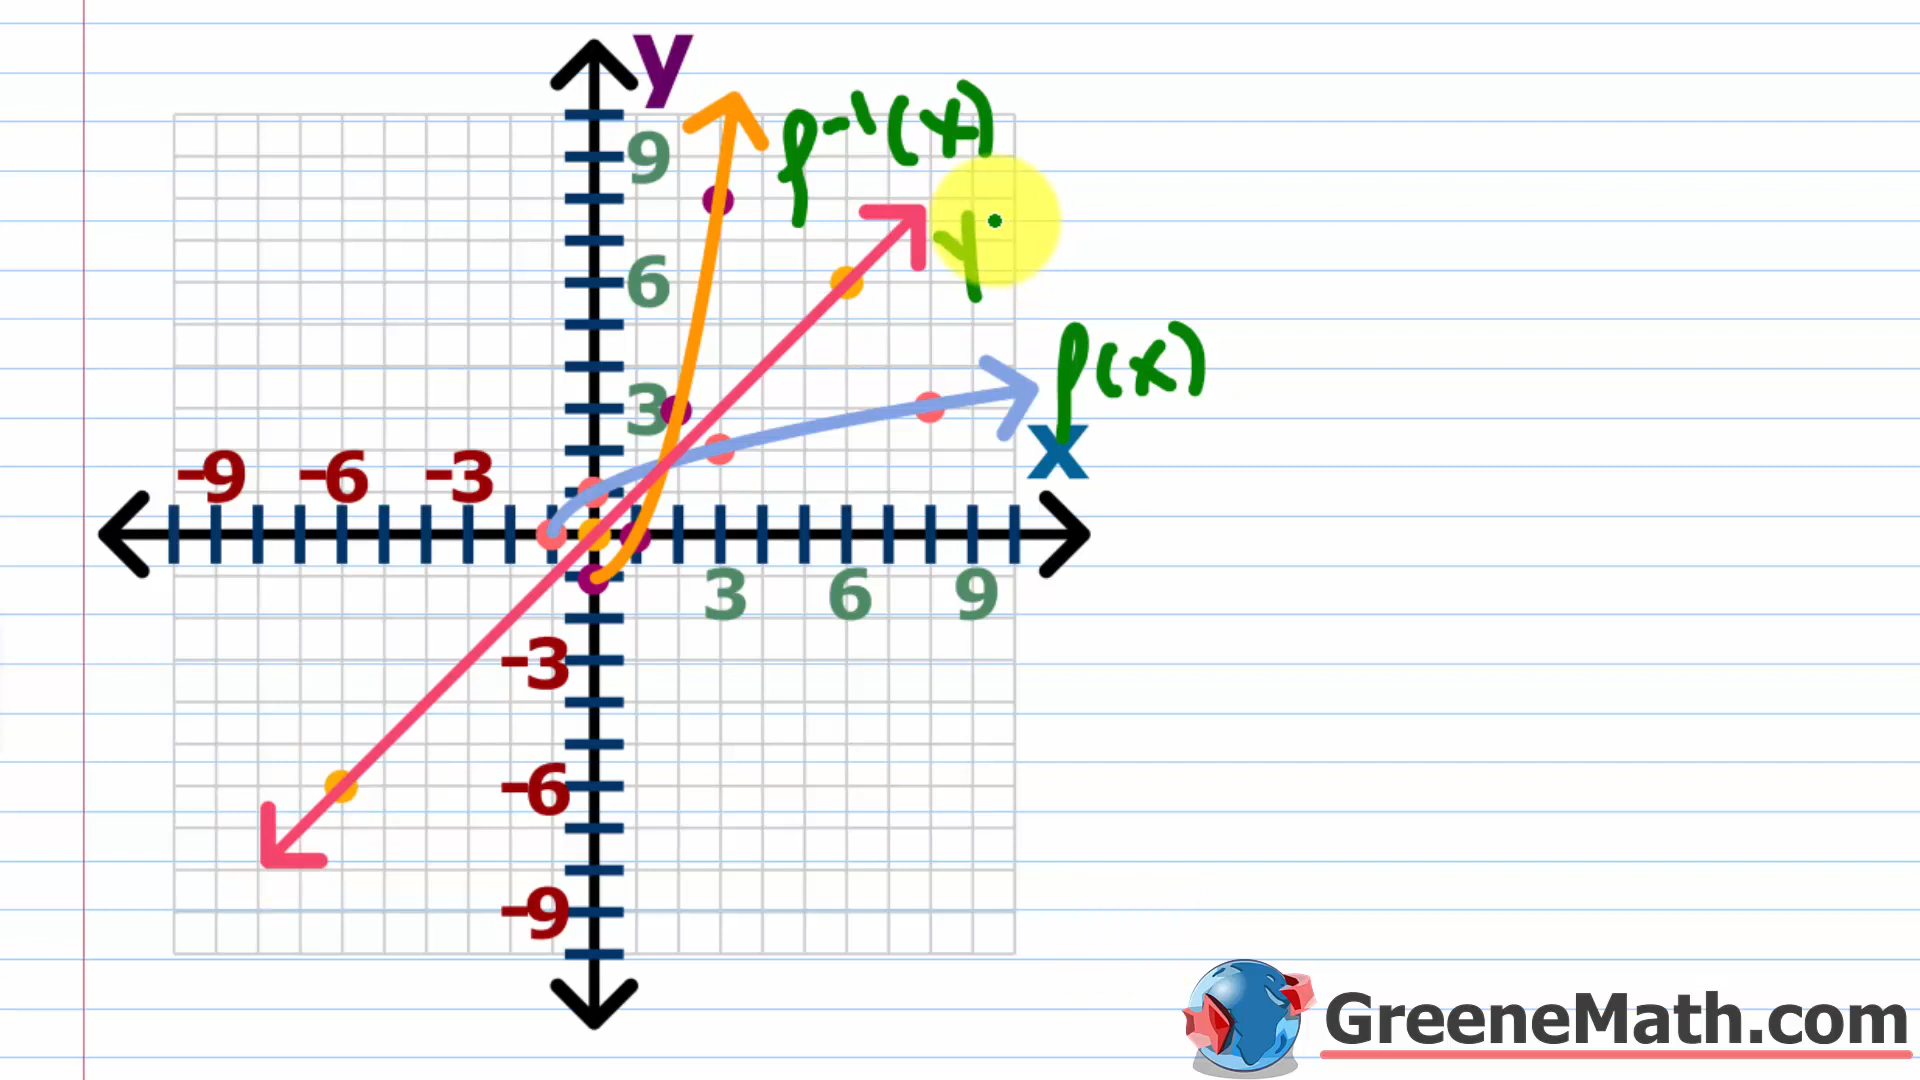 y
p⁻¹(x)
9
y
6
p(x)
3
x
-9 -6 -3
3 6 9
-3
-6
-9
GreeneMath.com